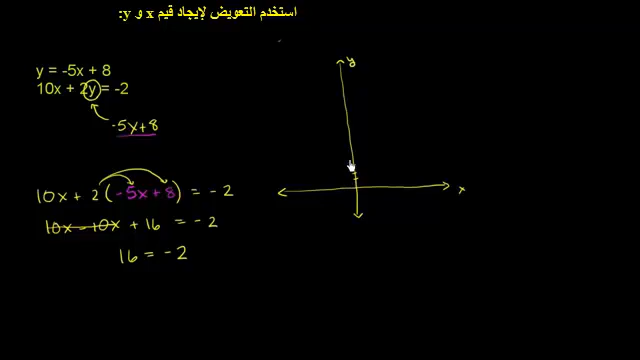 استخدم التعويض لإيجاد قيم x و y:
y = -5x + 8
10x + 2y = -2
-5x+8
10x + 2(-5x+8) = -2
10x - 10x + 16 = -2
16 = -2
y
x